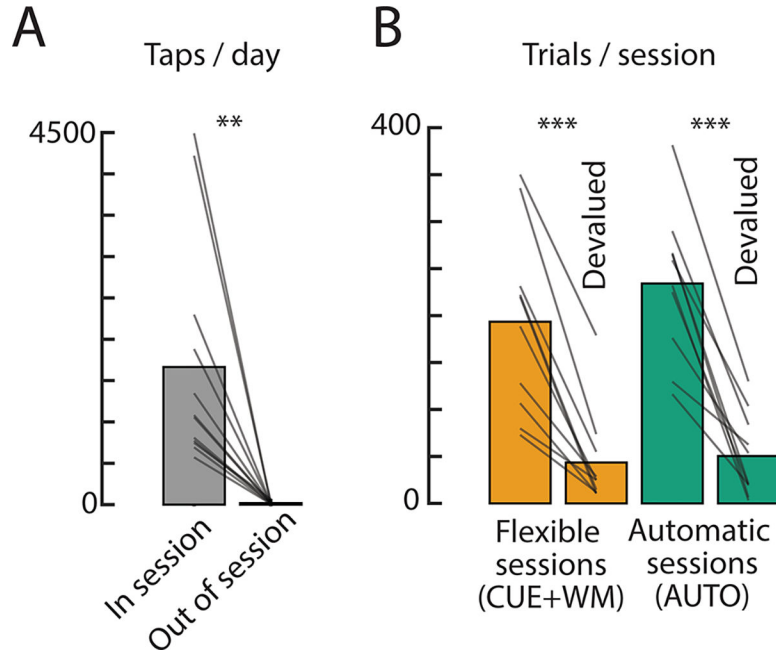 A
Taps / day
4500
**
0
In session
Out of session
B
Trials / session
400
***
***
Devalued
Devalued
0
Flexible
sessions
(CUE+WM)
Automatic
sessions
(AUTO)